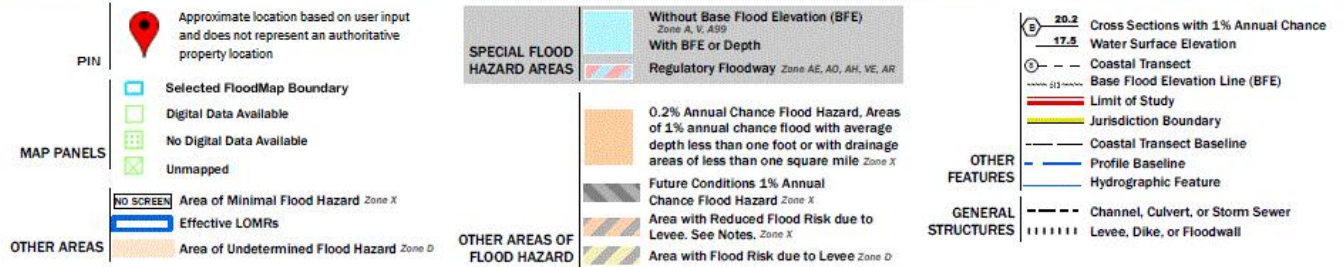 PIN
Approximate location based on user input
and does not represent an authoritative
property location
MAP PANELS
Selected FloodMap Boundary
Digital Data Available
No Digital Data Available
Unmapped
OTHER AREAS
NO SCREEN Area of Minimal Flood Hazard Zone X
Effective LOMRs
Area of Undetermined Flood Hazard Zone D
SPECIAL FLOOD
HAZARD AREAS
Without Base Flood Elevation (BFE)
Zone A, V, A99
With BFE or Depth
Regulatory Floodway Zone AE, AO, AH, VE, AR
OTHER AREAS OF
FLOOD HAZARD
0.2% Annual Chance Flood Hazard, Areas
of 1% annual chance flood with average
depth less than one foot or with drainage
areas of less than one square mile Zone X
Future Conditions 1% Annual
Chance Flood Hazard Zone X
Area with Reduced Flood Risk due to
Levee. See Notes. Zone X
Area with Flood Risk due to Levee Zone D
OTHER
FEATURES
B 20.2 Cross Sections with 1% Annual Chance
17.5 Water Surface Elevation
Coastal Transect
Base Flood Elevation Line (BFE)
Limit of Study
Jurisdiction Boundary
Coastal Transect Baseline
Profile Baseline
Hydrographic Feature
GENERAL
STRUCTURES
Channel, Culvert, or Storm Sewer
Levee, Dike, or Floodwall